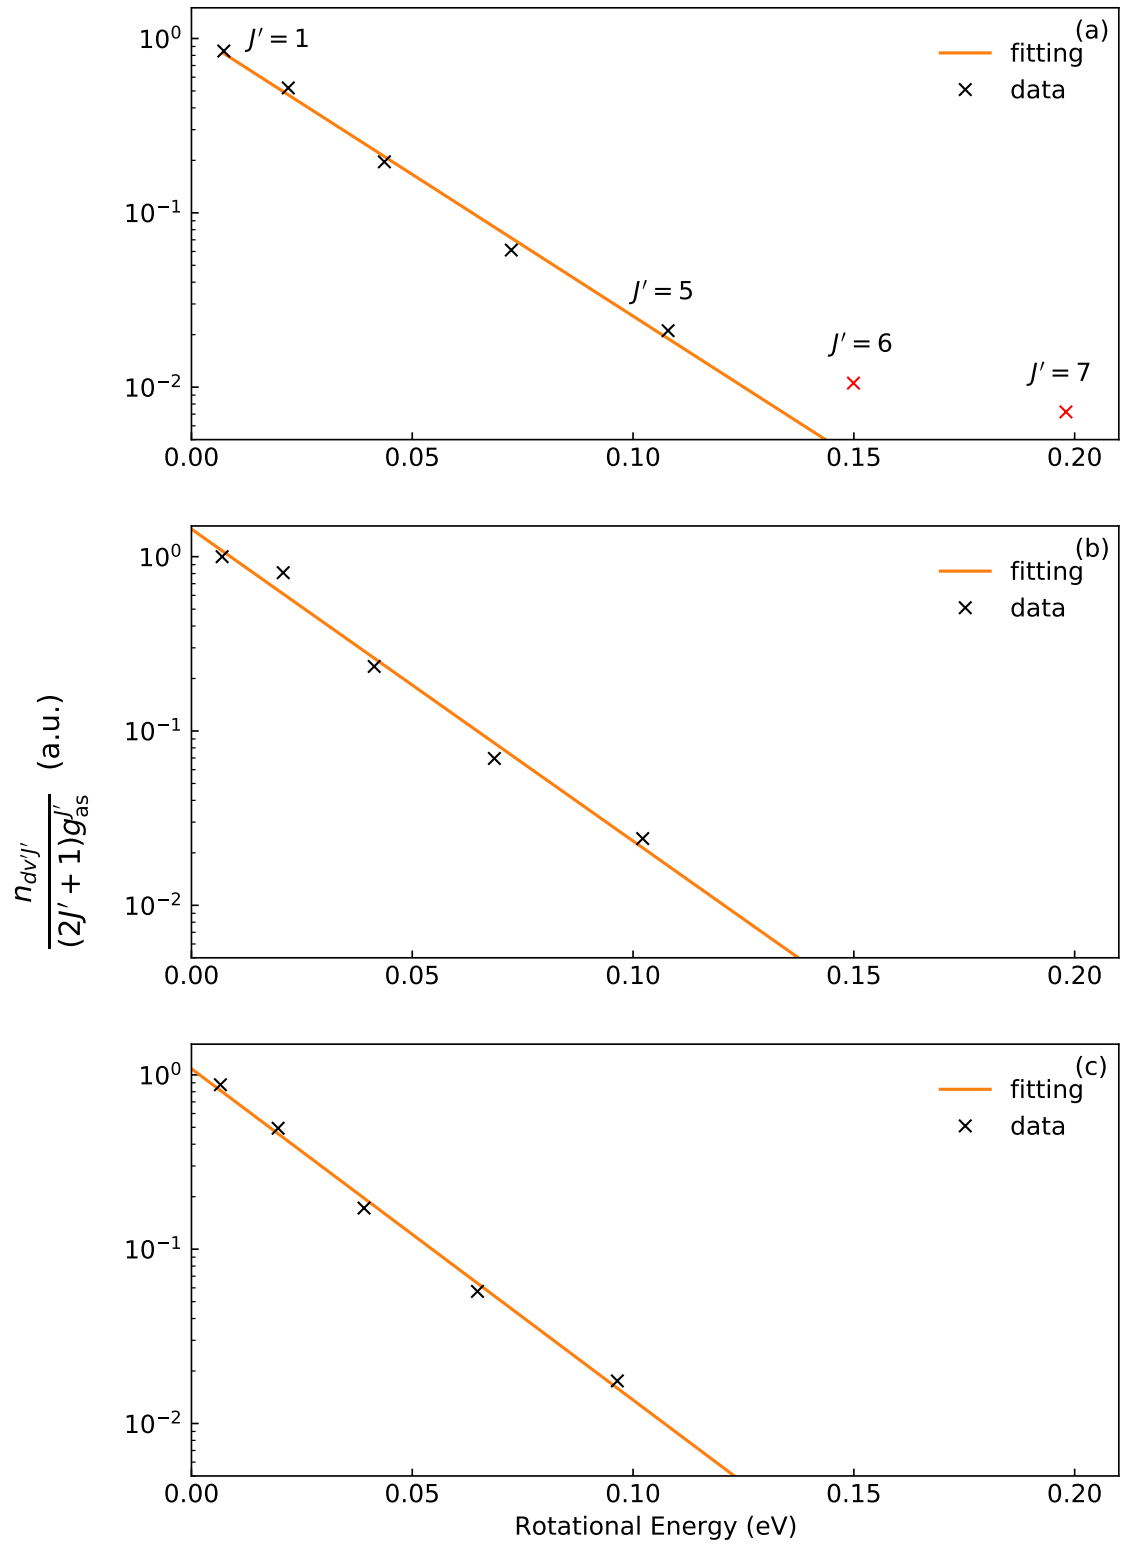 (a)
10⁰
J′ = 1
fitting
data
10⁻¹
J′ = 5
J′ = 6
J′ = 7
10⁻²
0.00 0.05 0.10 0.15 0.20
(b)
10⁰
fitting
data
10⁻¹
10⁻²
0.00 0.05 0.10 0.15 0.20
n_{dv′J′} / (2J′ + 1)g_{as}^{J′} (a.u.)
(c)
10⁰
fitting
data
10⁻¹
10⁻²
0.00 0.05 0.10 0.15 0.20
Rotational Energy (eV)